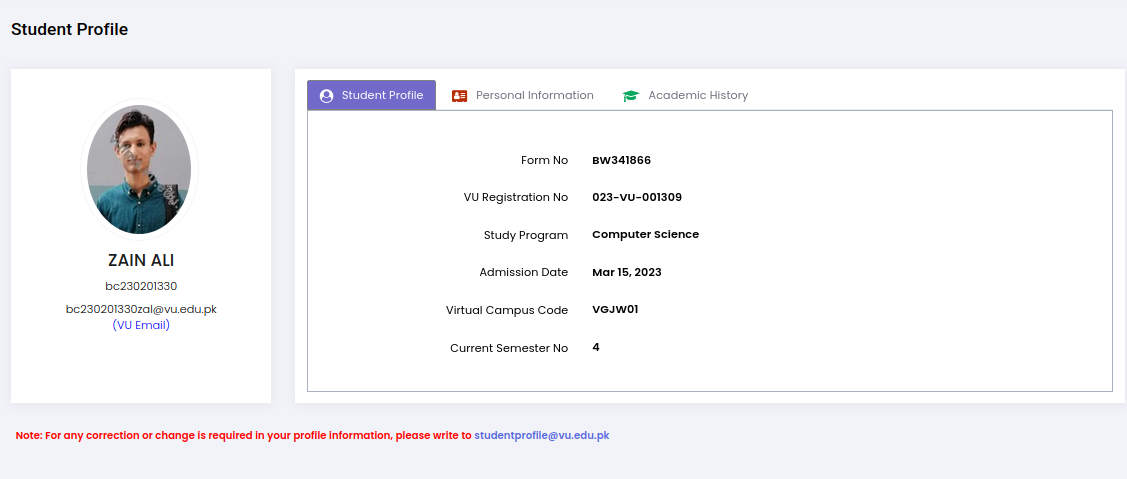 Student Profile
ZAIN ALI
bc230201330
bc230201330zal@vu.edu.pk
(VU Email)
Student Profile Personal Information Academic History
Form No BW341866
VU Registration No 023-VU-001309
Study Program Computer Science
Admission Date Mar 15, 2023
Virtual Campus Code VGJW01
Current Semester No 4
Note: For any correction or change is required in your profile information, please write to studentprofile@vu.edu.pk